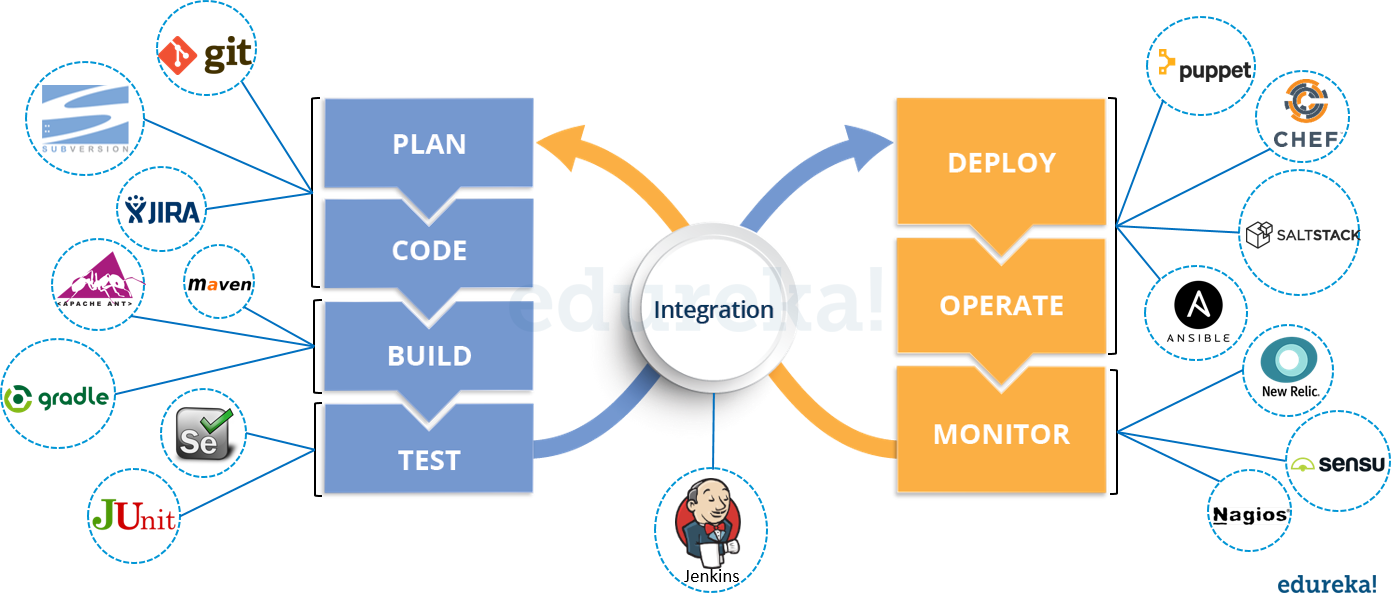 git
SUBVERSION
JIRA
<APACHE ANT>
maven
gradle
Se
JUnit
PLAN
CODE
BUILD
TEST
edureka!
Integration
Jenkins
DEPLOY
OPERATE
MONITOR
puppet
CHEF
SALTSTACK
A
ANSIBLE
New Relic.
sensu
Nagios®
edureka!